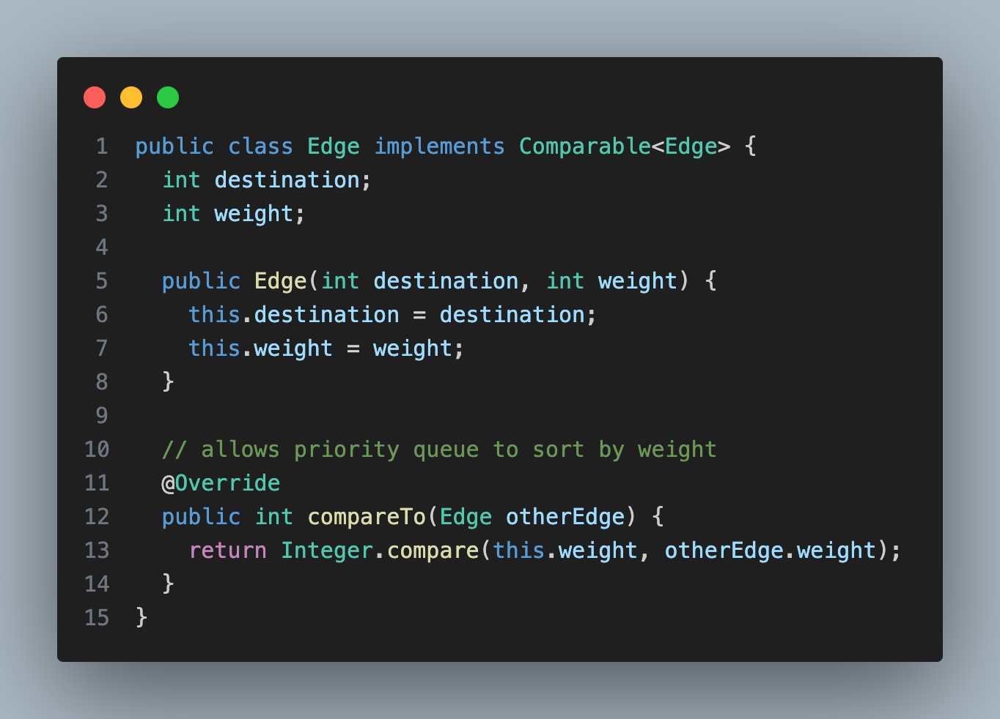 1 public class Edge implements Comparable<Edge> {
2   int destination;
3   int weight;
4
5   public Edge(int destination, int weight) {
6     this.destination = destination;
7     this.weight = weight;
8   }
9
10   // allows priority queue to sort by weight
11   @Override
12   public int compareTo(Edge otherEdge) {
13     return Integer.compare(this.weight, otherEdge.weight);
14   }
15 }